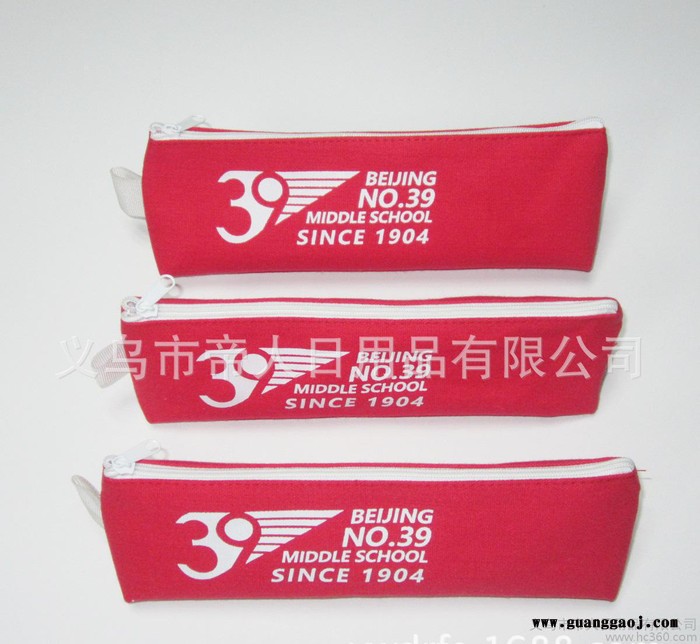 39
BEIJING
NO.39
MIDDLE SCHOOL
SINCE 1904
义乌市帝人日用品有限公司
39
BEIJING
NO.39
MIDDLE SCHOOL
SINCE 1904
39
BEIJING
NO.39
MIDDLE SCHOOL
SINCE 1904
www.guanggaoj.com
www.hc360.com